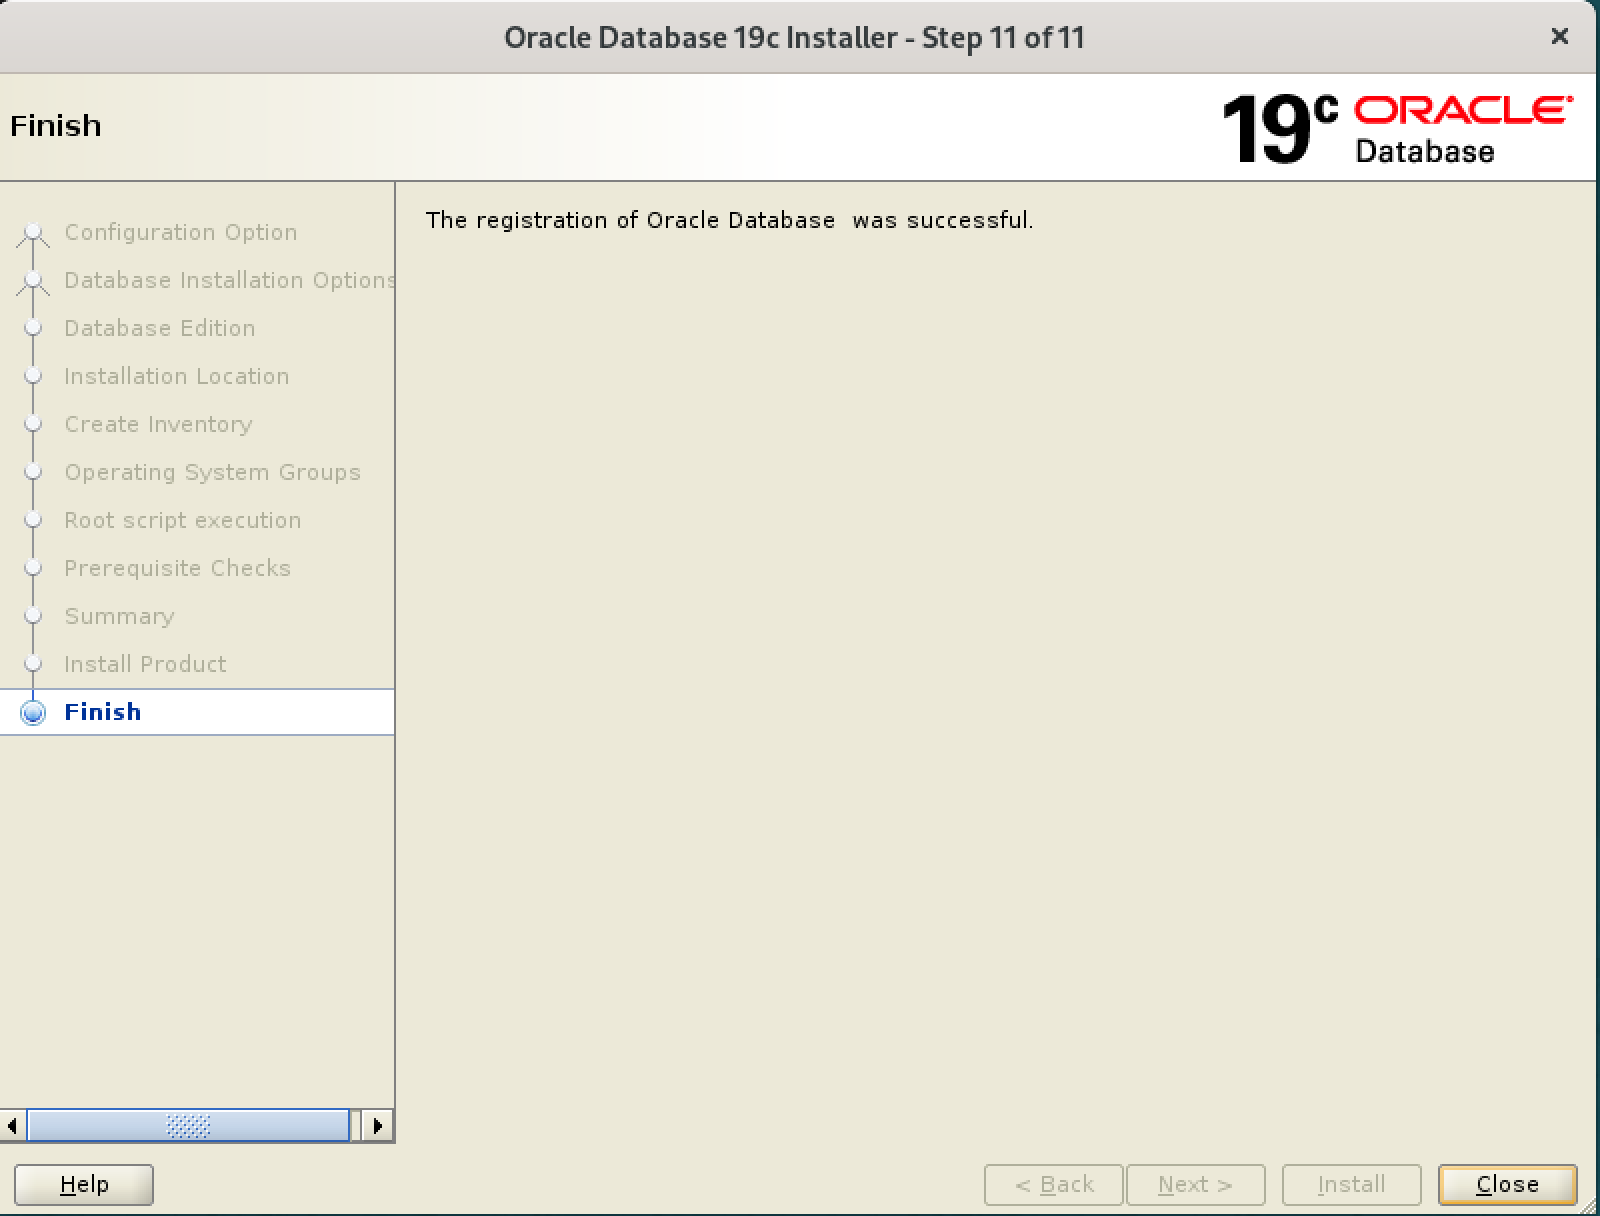 Oracle Database 19c Installer - Step 11 of 11
×
Finish
19c ORACLE
Database
Configuration Option
Database Installation Options
Database Edition
Installation Location
Create Inventory
Operating System Groups
Root script execution
Prerequisite Checks
Summary
Install Product
Finish
The registration of Oracle Database  was successful.
Help
< Back
Next >
Install
Close